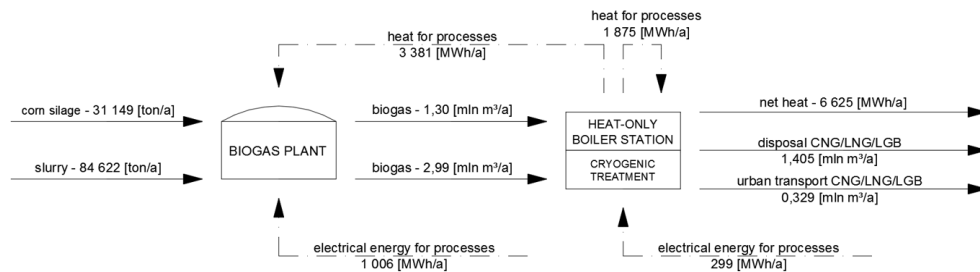 heat for processes
1 875 [MWh/a]
heat for processes
3 381 [MWh/a]
corn silage - 31 149 [ton/a]
biogas - 1,30 [mln m³/a]
net heat - 6 625 [MWh/a]
HEAT-ONLY
BOILER STATION
BIOGAS PLANT
disposal CNG/LNG/LGB
1,405 [mln m³/a]
slurry - 84 622 [ton/a]
biogas - 2,99 [mln m³/a]
CRYOGENIC
TREATMENT
urban transport CNG/LNG/LGB
0,329 [mln m³/a]
electrical energy for processes
1 006 [MWh/a]
electrical energy for processes
299 [MWh/a]